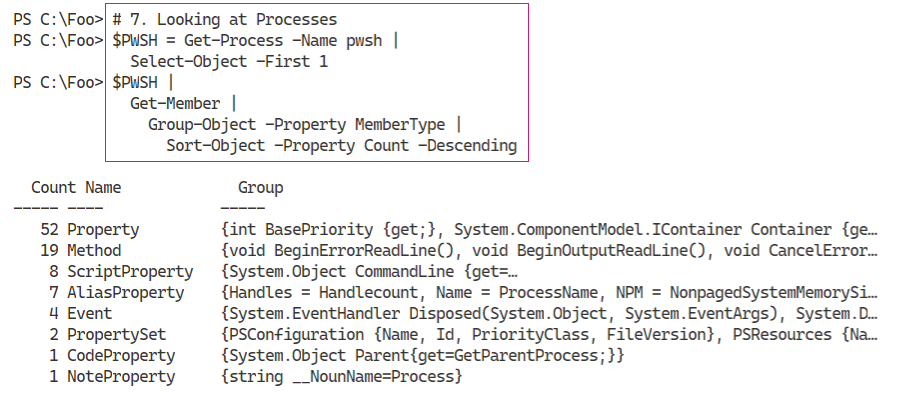 PS C:\Foo> # 7. Looking at Processes
PS C:\Foo> $PWSH = Get-Process -Name pwsh |
             Select-Object -First 1
PS C:\Foo> $PWSH |
             Get-Member |
               Group-Object -Property MemberType |
                 Sort-Object -Property Count -Descending
  Count Name             Group
----- ----             -----
   52 Property         {int BasePriority {get;}, System.ComponentModel.IContainer Container {ge…
   19 Method           {void BeginErrorReadLine(), void BeginOutputReadLine(), void CancelError…
    8 ScriptProperty   {System.Object CommandLine {get=…
    7 AliasProperty    {Handles = Handlecount, Name = ProcessName, NPM = NonpagedSystemMemorySi…
    4 Event            {System.EventHandler Disposed(System.Object, System.EventArgs), System.D…
    2 PropertySet      {PSConfiguration {Name, Id, PriorityClass, FileVersion}, PSResources {Na…
    1 CodeProperty     {System.Object Parent{get=GetParentProcess;}}
    1 NoteProperty     {string __NounName=Process}